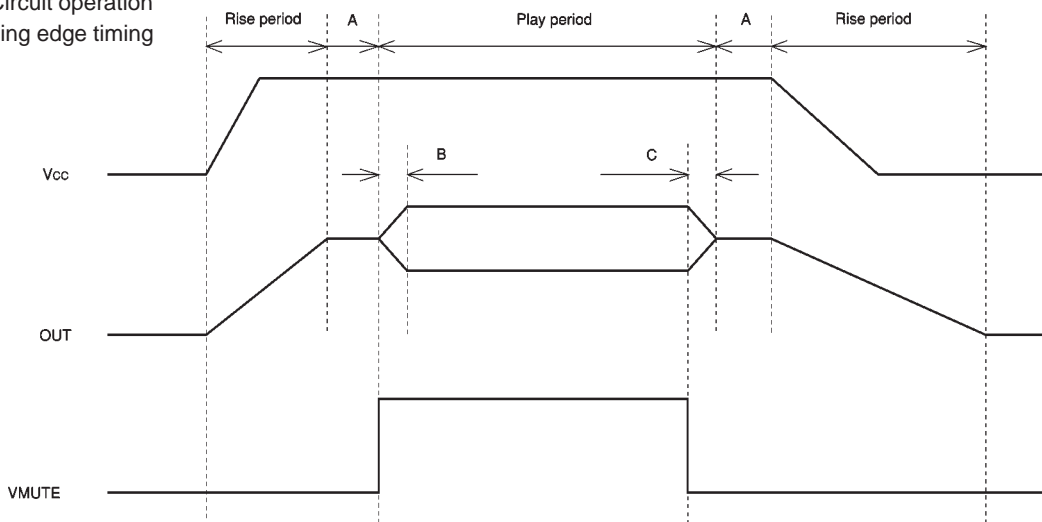 Circuit operation
ing edge timing
Rise period
A
Play period
A
Rise period
B
C
Vcc
OUT
VMUTE